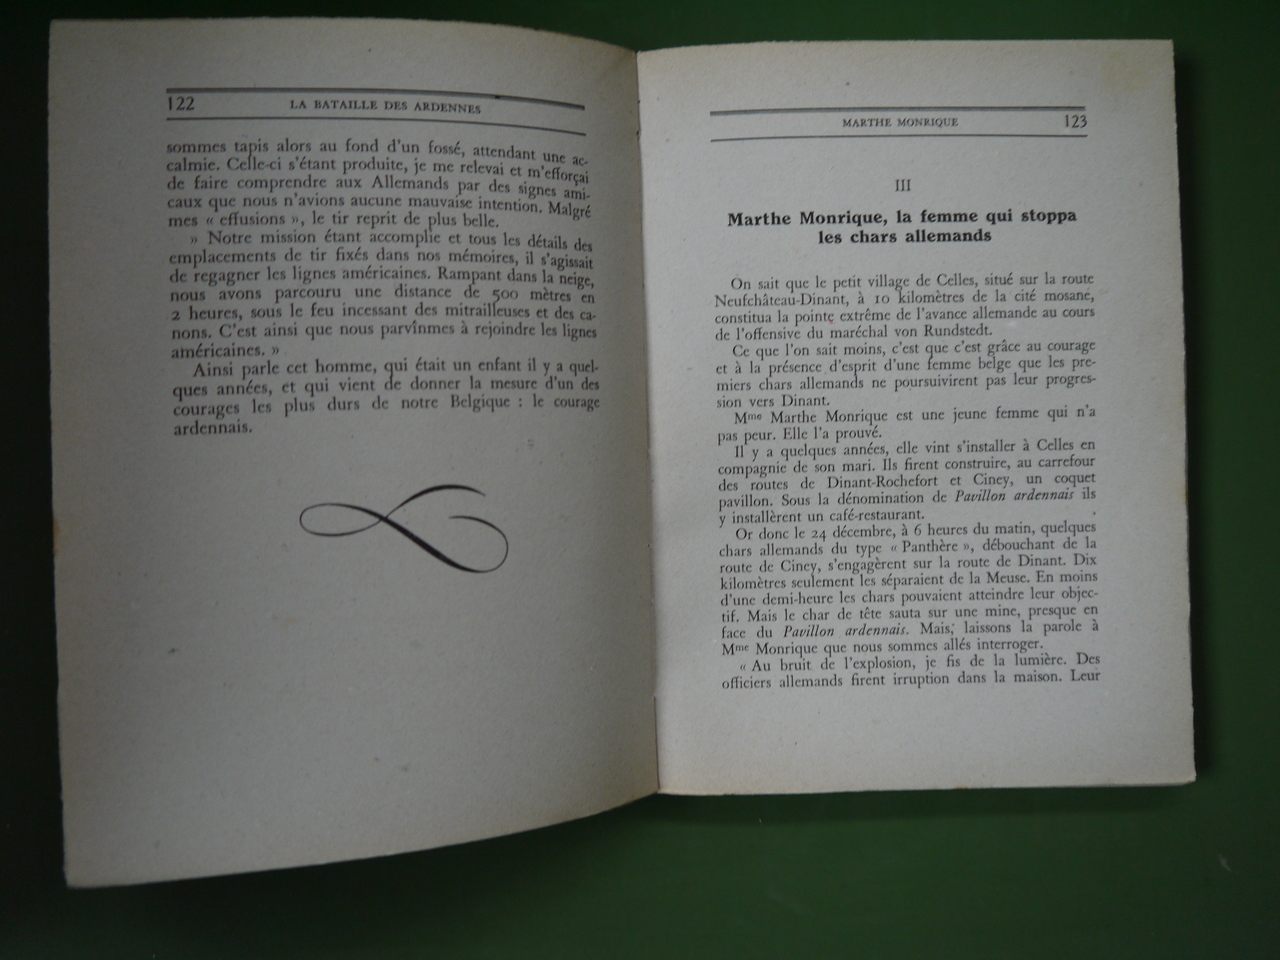 122
LA BATAILLE DES ARDENNES
sommes tapis alors au fond d'un fossé, attendant une ac-
calmie. Celle-ci s'étant produite, je me relevai et m'efforçai
de faire comprendre aux Allemands par des signes ami-
caux que nous n'avions aucune mauvaise intention. Malgré
mes « effusions », le tir reprit de plus belle.
» Notre mission étant accomplie et tous les détails des
emplacements de tir fixés dans nos mémoires, il s'agissait
de regagner les lignes américaines. Rampant dans la neige,
nous avons parcouru une distance de 500 mètres en
2 heures, sous le feu incessant des mitrailleuses et des ca-
nons. C'est ainsi que nous parvînmes à rejoindre les lignes
américaines. »
Ainsi parle cet homme, qui était un enfant il y a quel-
ques années, et qui vient de donner la mesure d'un des
courages les plus durs de notre Belgique : le courage
ardennais.
MARTHE MONRIQUE
123
III
Marthe Monrique, la femme qui stoppa
les chars allemands
On sait que le petit village de Celles, situé sur la route
Neufchâteau-Dinant, à 10 kilomètres de la cité mosane,
constitua la pointe extrême de l'avance allemande au cours
de l'offensive du maréchal von Rundstedt.
Ce que l'on sait moins, c'est que c'est grâce au courage
et à la présence d'esprit d'une femme belge que les pre-
miers chars allemands ne poursuivirent pas leur progres-
sion vers Dinant.
Mme Marthe Monrique est une jeune femme qui n'a
pas peur. Elle l'a prouvé.
Il y a quelques années, elle vint s'installer à Celles en
compagnie de son mari. Ils firent construire, au carrefour
des routes de Dinant-Rochefort et Ciney, un coquet
pavillon. Sous la dénomination de Pavillon ardennais ils
y installèrent un café-restaurant.
Or donc le 24 décembre, à 6 heures du matin, quelques
chars allemands du type « Panthère », débouchant de la
route de Ciney, s'engagèrent sur la route de Dinant. Dix
kilomètres seulement les séparaient de la Meuse. En moins
d'une demi-heure les chars pouvaient atteindre leur objec-
tif. Mais le char de tête sauta sur une mine, presque en
face du Pavillon ardennais. Mais, laissons la parole à
Mme Monrique que nous sommes allés interroger.
« Au bruit de l'explosion, je fis de la lumière. Des
officiers allemands firent irruption dans la maison. Leur